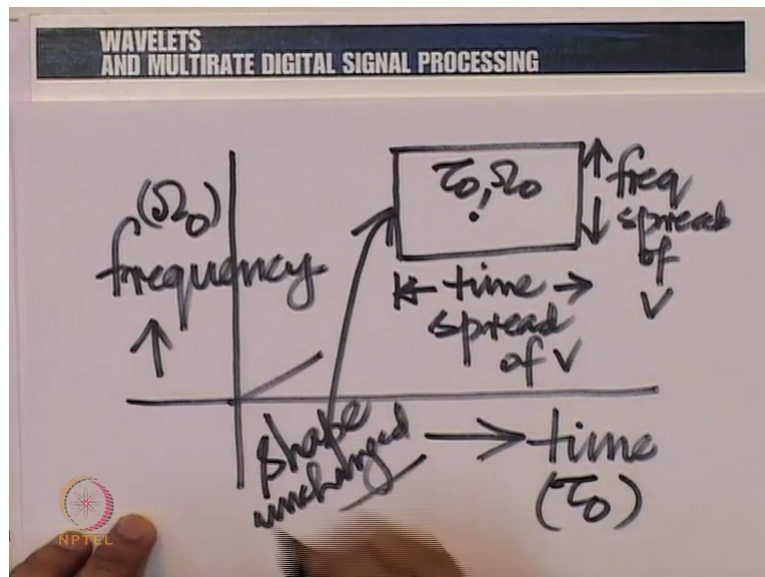 WAVELETS
AND MULTIRATE DIGITAL SIGNAL PROCESSING
(Ω₀)
frequency
↑
τ₀, Ω₀
↑ freq
↓ spread
of
V
← time →
spread
of V
shape
unchanged
→ time
(τ₀)
NPTEL